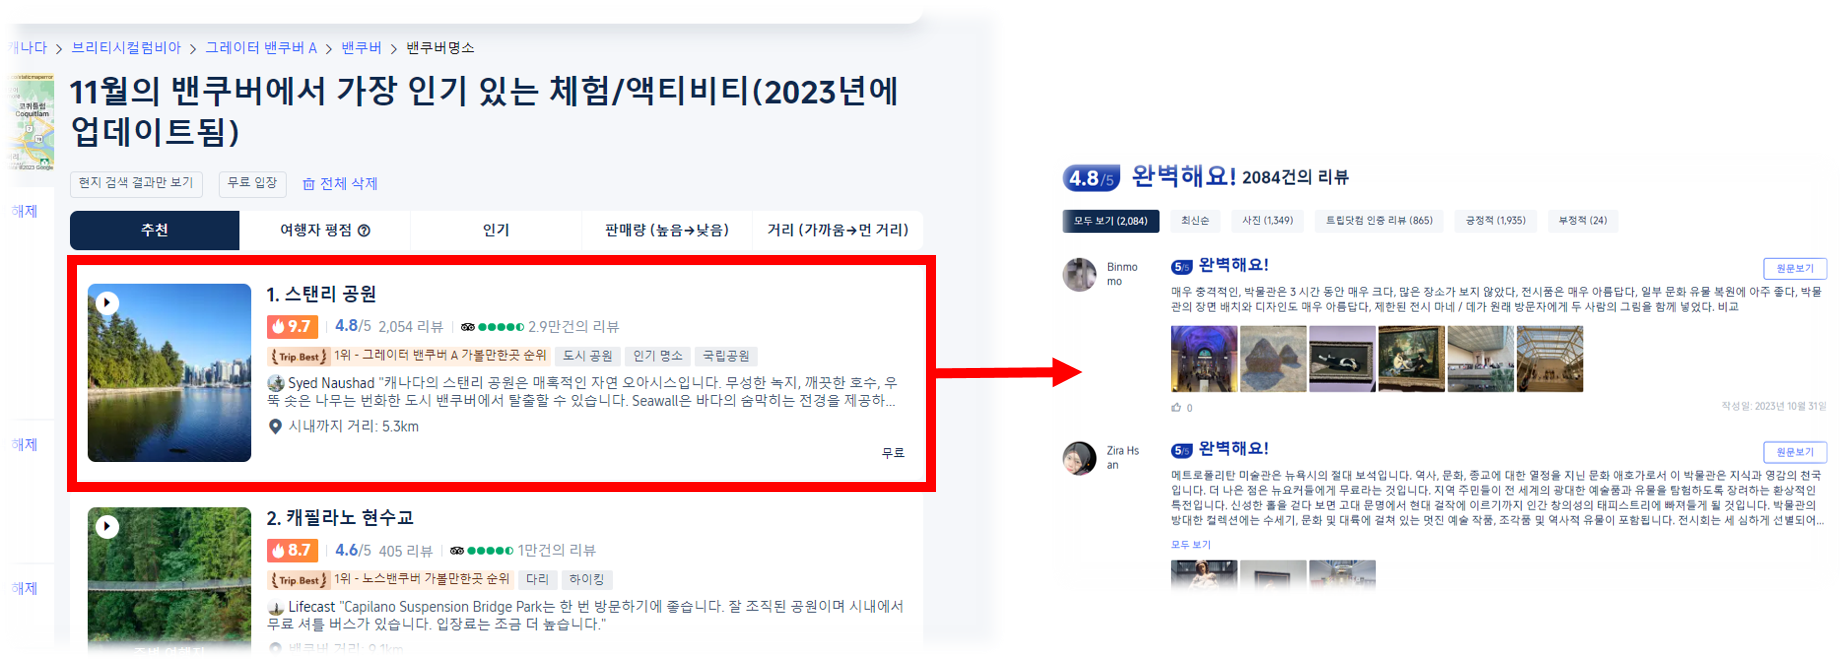 캐나다 > 브리티시컬럼비아 > 그레이터 밴쿠버 A > 밴쿠버 > 밴쿠버명소
11월의 밴쿠버에서 가장 인기 있는 체험/액티비티(2023년에
업데이트됨)
코퀴틀람
Coquitlam
현지 검색 결과만 보기
무료 입장
전체 삭제
해제
추천
여행자 평점
인기
판매량 (높음→낮음)
거리 (가까움→먼 거리)
1. 스탠리 공원
9.7 4.8/5 2,054 리뷰 2.9만건의 리뷰
Trip Best 1위 - 그레이터 밴쿠버 A 가볼만한곳 순위 도시 공원 인기 명소 국립공원
Syed Naushad "캐나다의 스탠리 공원은 매혹적인 자연 오아시스입니다. 무성한 녹지, 깨끗한 호수, 우
뚝 솟은 나무는 번화한 도시 밴쿠버에서 탈출할 수 있습니다. Seawall은 바다의 숨막히는 전경을 제공하...
시내까지 거리: 5.3km
무료
해제
2. 캐필라노 현수교
8.7 4.6/5 405 리뷰 1만건의 리뷰
Trip Best 1위 - 노스밴쿠버 가볼만한곳 순위 다리 하이킹
해제
Lifecast "Capilano Suspension Bridge Park는 한 번 방문하기에 좋습니다. 잘 조직된 공원이며 시내에서
무료 셔틀 버스가 있습니다. 입장료는 조금 더 높습니다."
밴쿠버 거리: 9.1km
4.8/5 완벽해요! 2084건의 리뷰
모두 보기 (2,084)
최신순
사진 (1,349)
트립닷컴 인증 리뷰 (865)
긍정적 (1,935)
부정적 (24)
Binmo
mo
5/5 완벽해요!
원문보기
매우 충격적인, 박물관은 3 시간 동안 매우 크다, 많은 장소가 보지 않았다, 전시품은 매우 아름답다, 일부 문화 유물 복원에 아주 좋다, 박물
관의 장면 배치와 디자인도 매우 아름답다, 제한된 전시 마네 / 데가 원래 방문자에게 두 사람의 그림을 함께 넣었다. 비교
0
작성일: 2023년 10월 31일
Zira Hs
an
5/5 완벽해요!
원문보기
메트로폴리탄 미술관은 뉴욕시의 절대 보석입니다. 역사, 문화, 종교에 대한 열정을 지닌 문화 애호가로서 이 박물관은 지식과 영감의 천국
입니다. 더 나은 점은 뉴요커들에게 무료라는 것입니다. 지역 주민들이 전 세계의 광대한 예술품과 유물을 탐험하도록 장려하는 환상적인
특전입니다. 신성한 홀을 걷다 보면 고대 문명에서 현대 걸작에 이르기까지 인간 창의성의 태피스트리에 빠져들게 될 것입니다. 박물관의
방대한 컬렉션에는 수세기, 문화 및 대륙에 걸쳐 있는 멋진 예술 작품, 조각품 및 역사적 유물이 포함됩니다. 전시회는 세 심하게 선별되어...
모두 보기